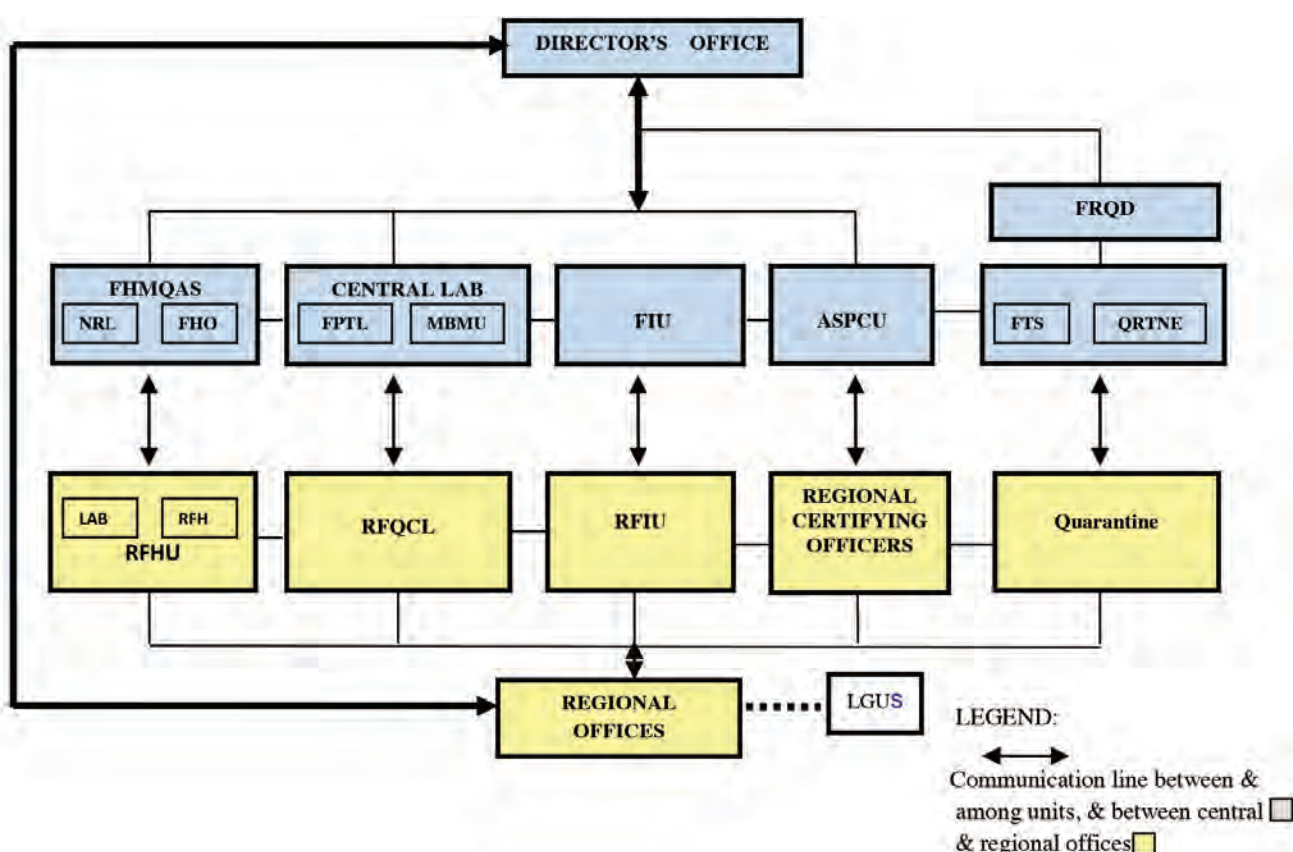 DIRECTOR'S OFFICE
FRQD
FHMQAS
NRL FHO
CENTRAL LAB
FPTL MBMU
FIU
ASPCU
FTS QRTNE
LAB RFH
RFHU
RFQCL
RFIU
REGIONAL
CERTIFYING
OFFICERS
Quarantine
REGIONAL
OFFICES
LGUS
LEGEND:
Communication line between &
among units, & between central
& regional offices